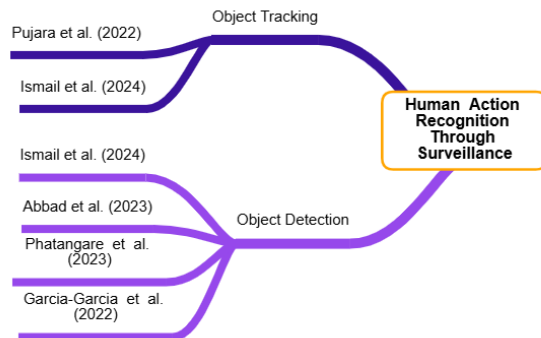 Object Tracking
Pujara et al. (2022)
Ismail et al. (2024)
Human Action
Recognition
Through
Surveillance
Ismail et al. (2024)
Abbad et al. (2023)
Object Detection
Phatangare et al.
(2023)
Garcia-Garcia et al.
(2022)